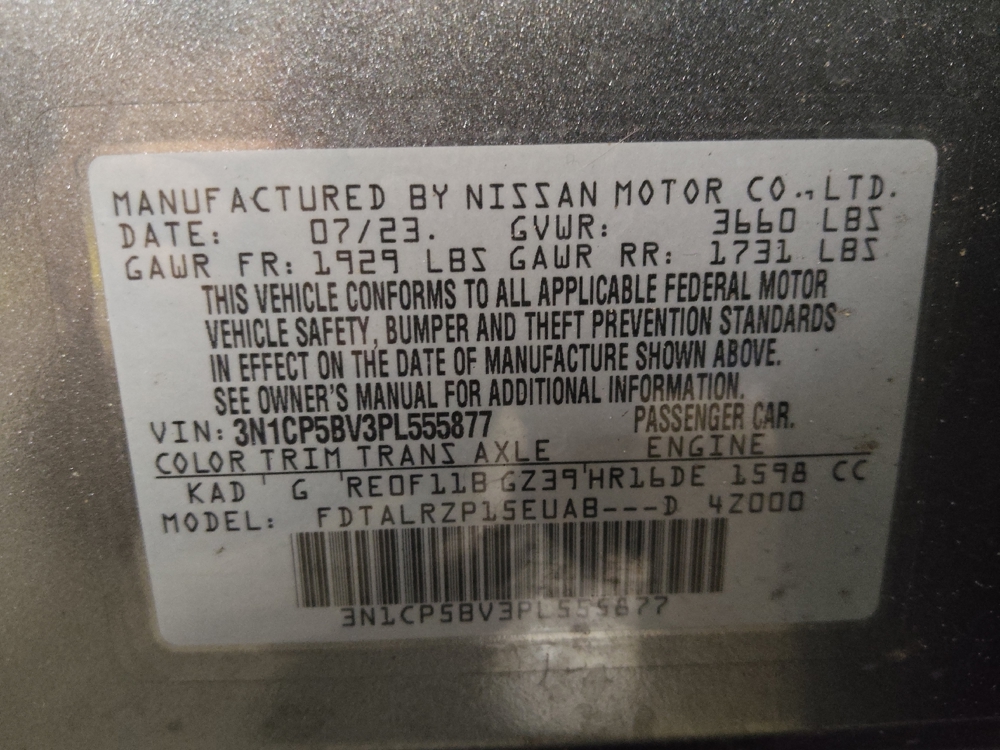 MANUFACTURED BY NISSAN MOTOR CO., LTD.
DATE: 07/23. GVWR: 3660 LBS
GAWR FR: 1929 LBS GAWR RR: 1731 LBS
THIS VEHICLE CONFORMS TO ALL APPLICABLE FEDERAL MOTOR
VEHICLE SAFETY, BUMPER AND THEFT PREVENTION STANDARDS
IN EFFECT ON THE DATE OF MANUFACTURE SHOWN ABOVE.
SEE OWNER'S MANUAL FOR ADDITIONAL INFORMATION.
VIN: 3N1CP5BV3PL555877 PASSENGER CAR.
COLOR TRIM TRANS AXLE ENGINE
KAD ' G ' RE0F11B GZ39 ' HR16DE 1598 CC
MODEL: FDTALRZP15EUAB---D 4Z000
3N1CP5BV3PL555877